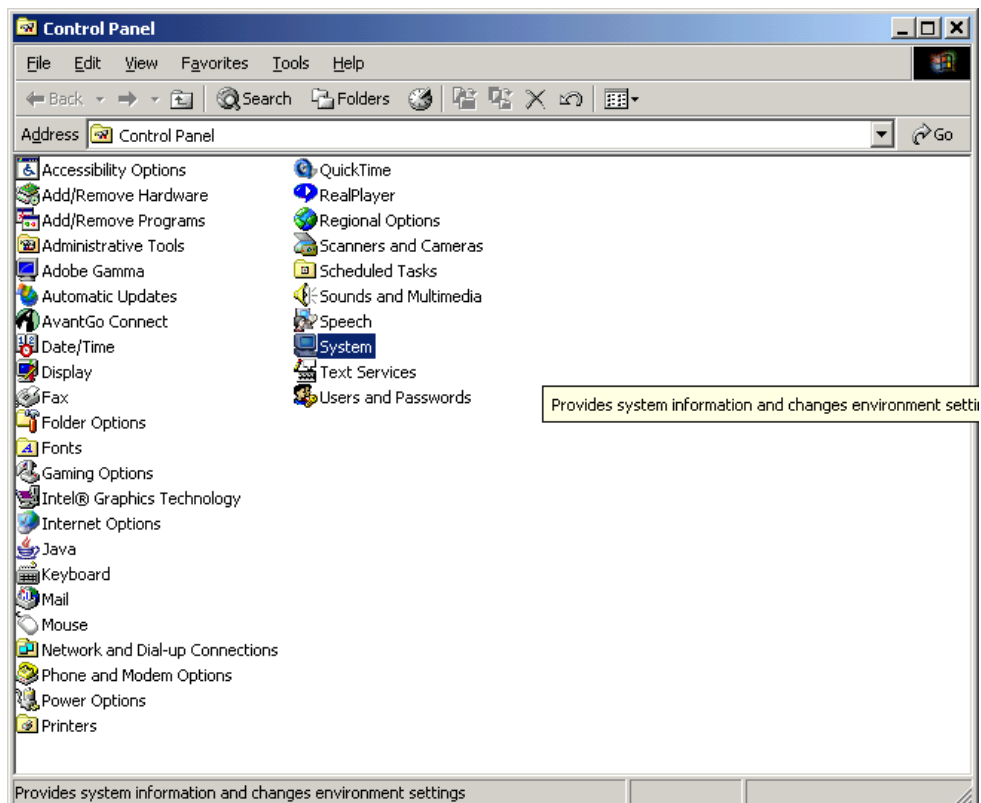 Control Panel
File Edit View Favorites Tools Help
Back Search Folders
Address Control Panel Go
Accessibility Options
Add/Remove Hardware
Add/Remove Programs
Administrative Tools
Adobe Gamma
Automatic Updates
AvantGo Connect
Date/Time
Display
Fax
Folder Options
Fonts
Gaming Options
Intel® Graphics Technology
Internet Options
Java
Keyboard
Mail
Mouse
Network and Dial-up Connections
Phone and Modem Options
Power Options
Printers
QuickTime
RealPlayer
Regional Options
Scanners and Cameras
Scheduled Tasks
Sounds and Multimedia
Speech
System
Text Services
Users and Passwords
Provides system information and changes environment setti
Provides system information and changes environment settings